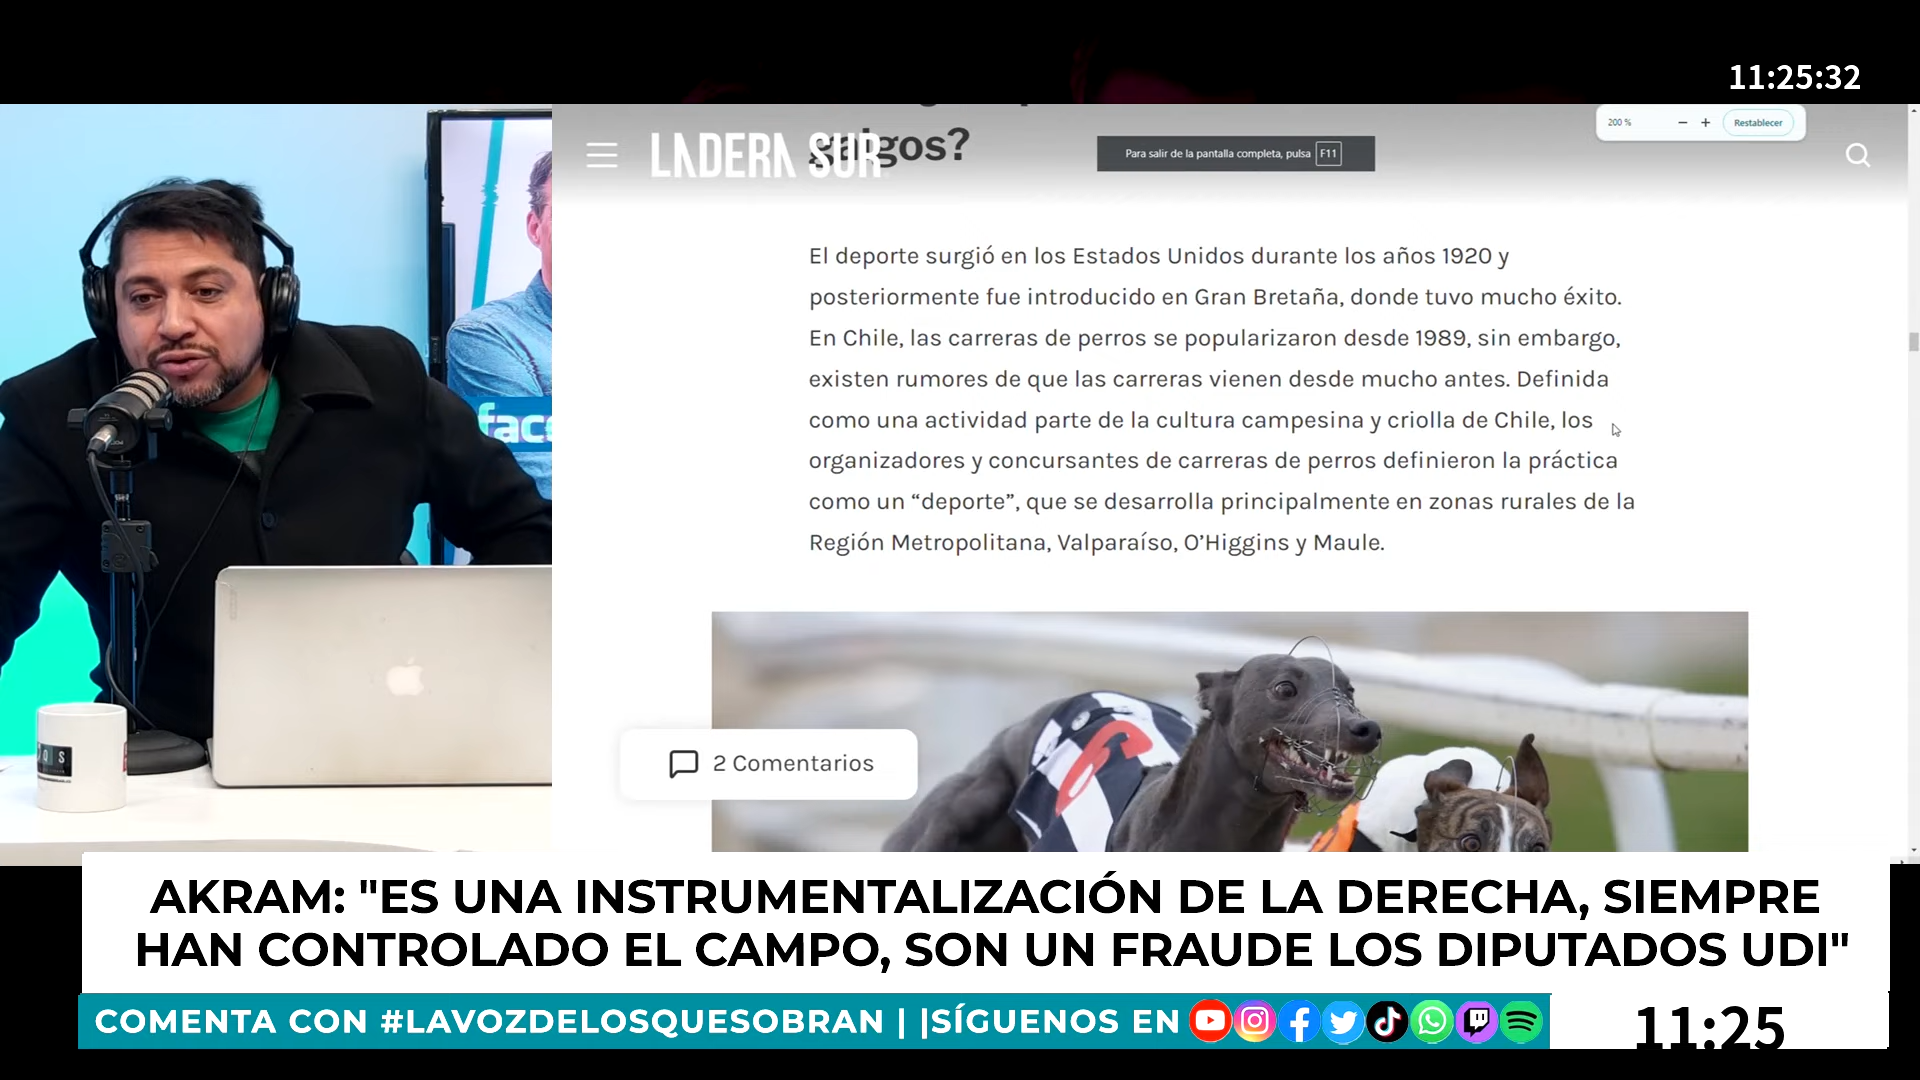 11:25:32
galgos?
LADERA SUR
Para salir de la pantalla completa, pulsa F11
200 % − + Restablecer
El deporte surgió en los Estados Unidos durante los años 1920 y
posteriormente fue introducido en Gran Bretaña, donde tuvo mucho éxito.
En Chile, las carreras de perros se popularizaron desde 1989, sin embargo,
existen rumores de que las carreras vienen desde mucho antes. Definida
como una actividad parte de la cultura campesina y criolla de Chile, los
organizadores y concursantes de carreras de perros definieron la práctica
como un “deporte”, que se desarrolla principalmente en zonas rurales de la
Región Metropolitana, Valparaíso, O’Higgins y Maule.
face
2 Comentarios
AKRAM: "ES UNA INSTRUMENTALIZACIÓN DE LA DERECHA, SIEMPRE
HAN CONTROLADO EL CAMPO, SON UN FRAUDE LOS DIPUTADOS UDI"
COMENTA CON #LAVOZDELOSQUESOBRAN | |SÍGUENOS EN
11:25